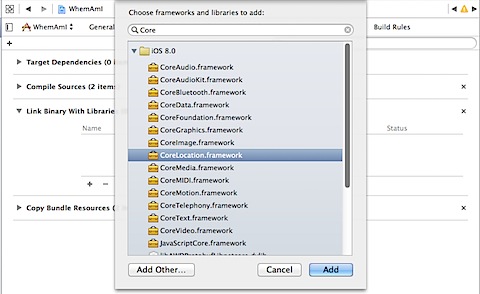 Choose frameworks and libraries to add:
WhemAmI
Core
WhemAmI
General
Build Rules
iOS 8.0
Target Dependencies (0 i
CoreAudio.framework
CoreAudioKit.framework
Compile Sources (2 items
CoreBluetooth.framework
CoreData.framework
Link Binary With Libraries
CoreFoundation.framework
Name
CoreGraphics.framework
Status
CoreImage.framework
CoreLocation.framework
CoreMedia.framework
CoreMIDI.framework
CoreMotion.framework
Copy Bundle Resources (
CoreTelephony.framework
CoreText.framework
CoreVideo.framework
JavaScriptCore.framework
Add Other...
Cancel
Add